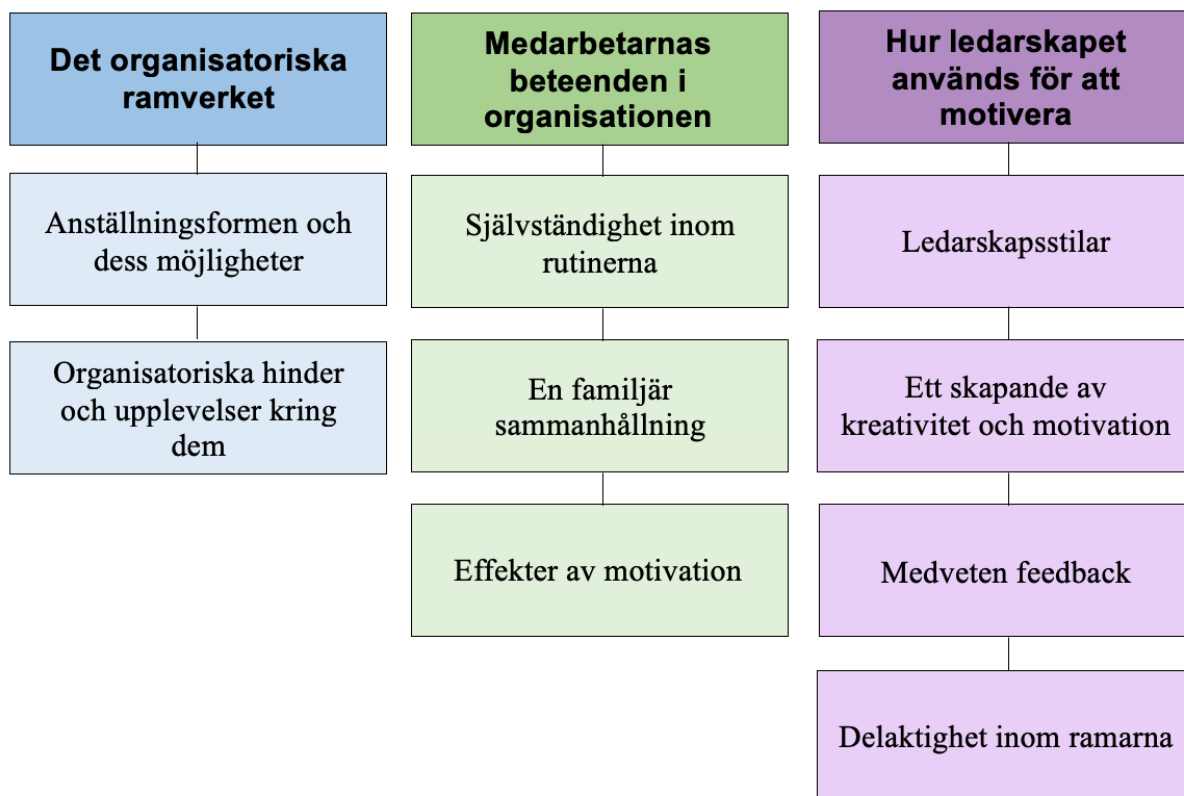 Det organisatoriska
ramverket
Anställningsformen och
dess möjligheter
Organisatoriska hinder
och upplevelser kring
dem
Medarbetarnas
beteenden i
organisationen
Självständighet inom
rutinerna
En familjär
sammanhållning
Effekter av motivation
Hur ledarskapet
används för att
motivera
Ledarskapsstilar
Ett skapande av
kreativitet och motivation
Medveten feedback
Delaktighet inom ramarna